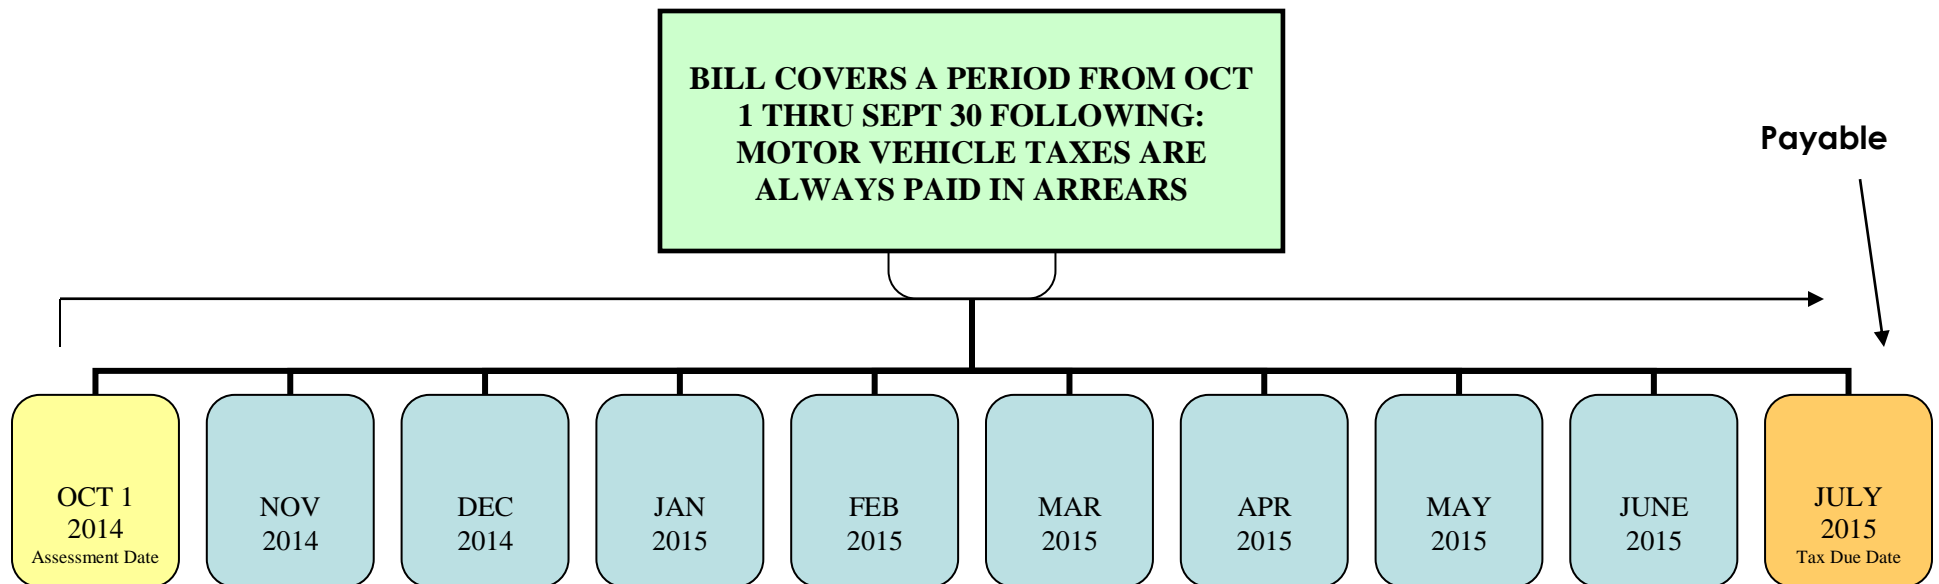 BILL COVERS A PERIOD FROM OCT
1 THRU SEPT 30 FOLLOWING:
MOTOR VEHICLE TAXES ARE
ALWAYS PAID IN ARREARS
Payable
OCT 1
2014
Assessment Date
NOV
2014
DEC
2014
JAN
2015
FEB
2015
MAR
2015
APR
2015
MAY
2015
JUNE
2015
JULY
2015
Tax Due Date